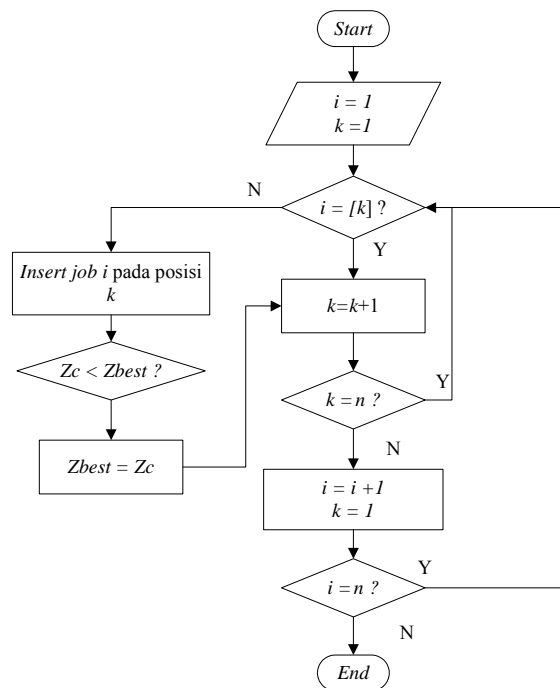 Start
i = 1
k =1
i = [k] ?
N
Y
Insert job i pada posisi
k
k=k+1
Zc < Zbest ?
k = n ?
Y
N
Zbest = Zc
i = i +1
k = 1
i = n ?
Y
N
End